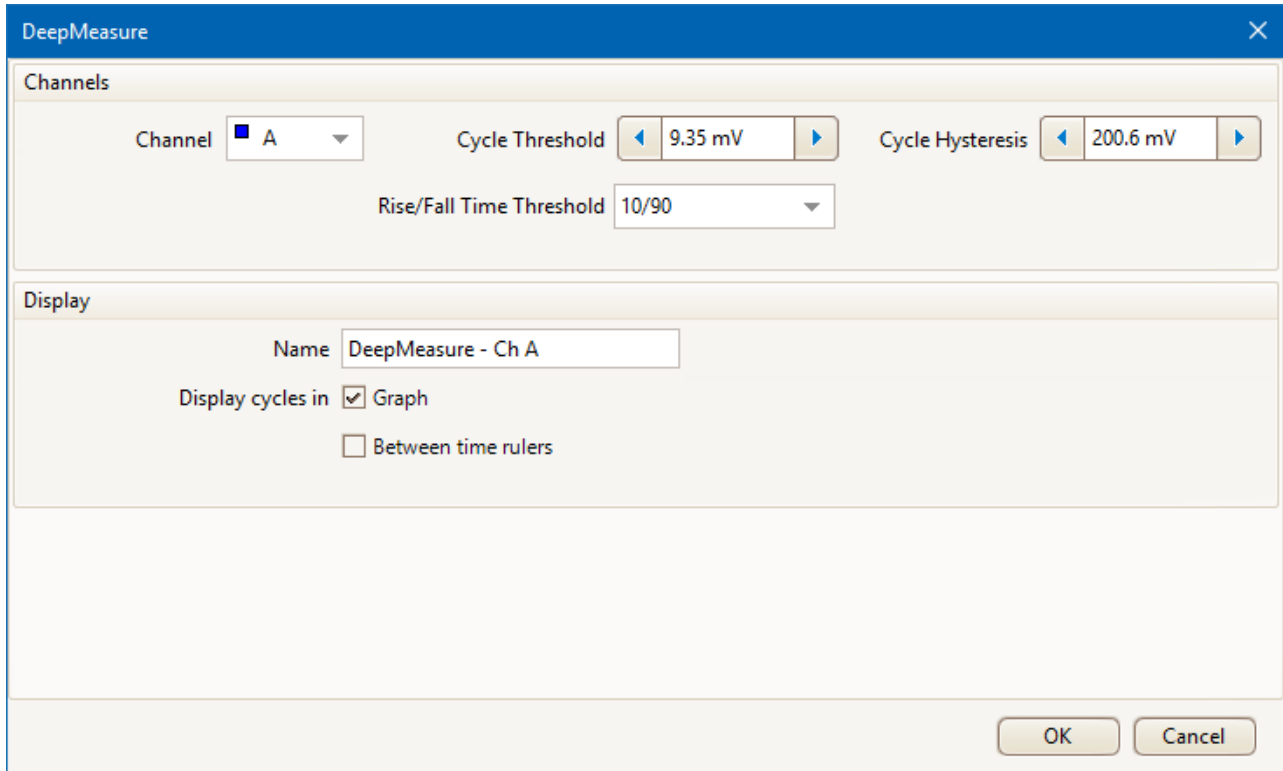 DeepMeasure
Channels
Channel A Cycle Threshold 9.35 mV Cycle Hysteresis 200.6 mV
Rise/Fall Time Threshold 10/90
Display
Name DeepMeasure - Ch A
Display cycles in Graph
Between time rulers
OK Cancel